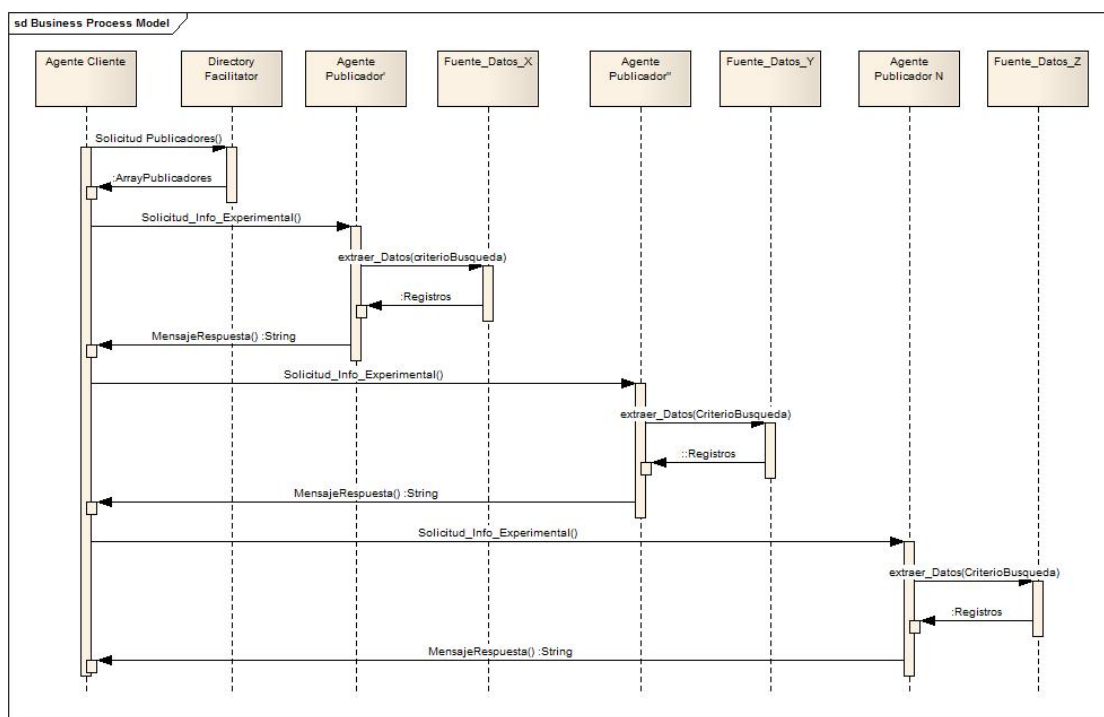 sd Business Process Model
Agente Cliente
Directory
Facilitator
Agente
Publicador'
Fuente_Datos_X
Agente
Publicador"
Fuente_Datos_Y
Agente
Publicador N
Fuente_Datos_Z
Solicitud Publicadores()
:ArrayPublicadores
Solicitud_Info_Experimental()
extraer_Datos(criterioBusqueda)
:Registros
MensajeRespuesta() :String
Solicitud_Info_Experimental()
extraer_Datos(CriterioBusqueda)
::Registros
MensajeRespuesta() :String
Solicitud_Info_Experimental()
extraer_Datos(CriterioBusqueda)
:Registros
MensajeRespuesta() :String